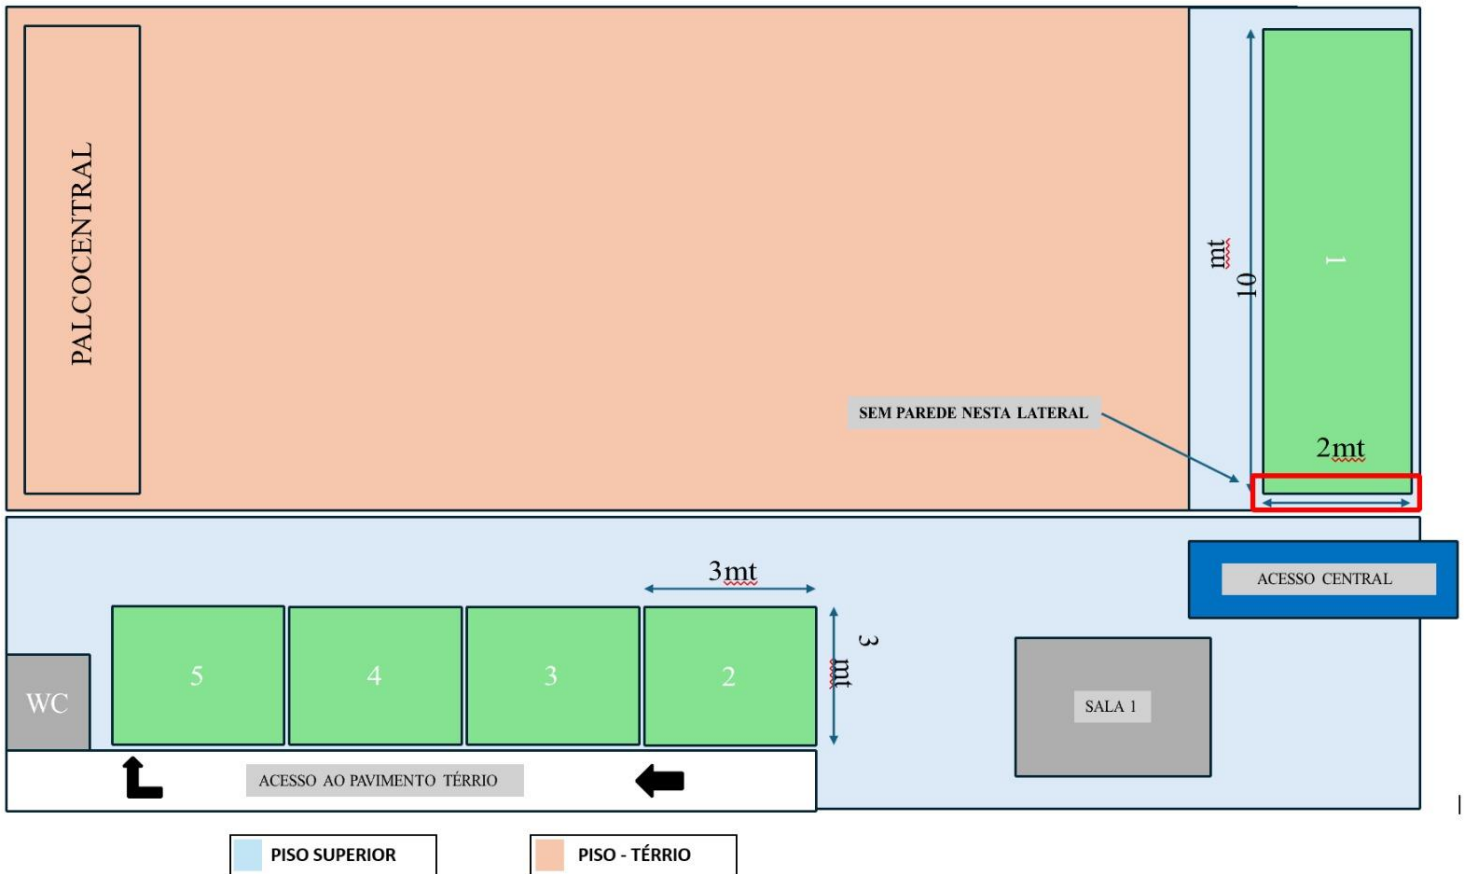 PALCOCENTRAL
10
mt
1
SEM PAREDE NESTA LATERAL
2mt
ACESSO CENTRAL
3mt
3
mt
5
4
3
2
WC
SALA 1
ACESSO AO PAVIMENTO TÉRRIO
PISO SUPERIOR
PISO - TÉRRIO